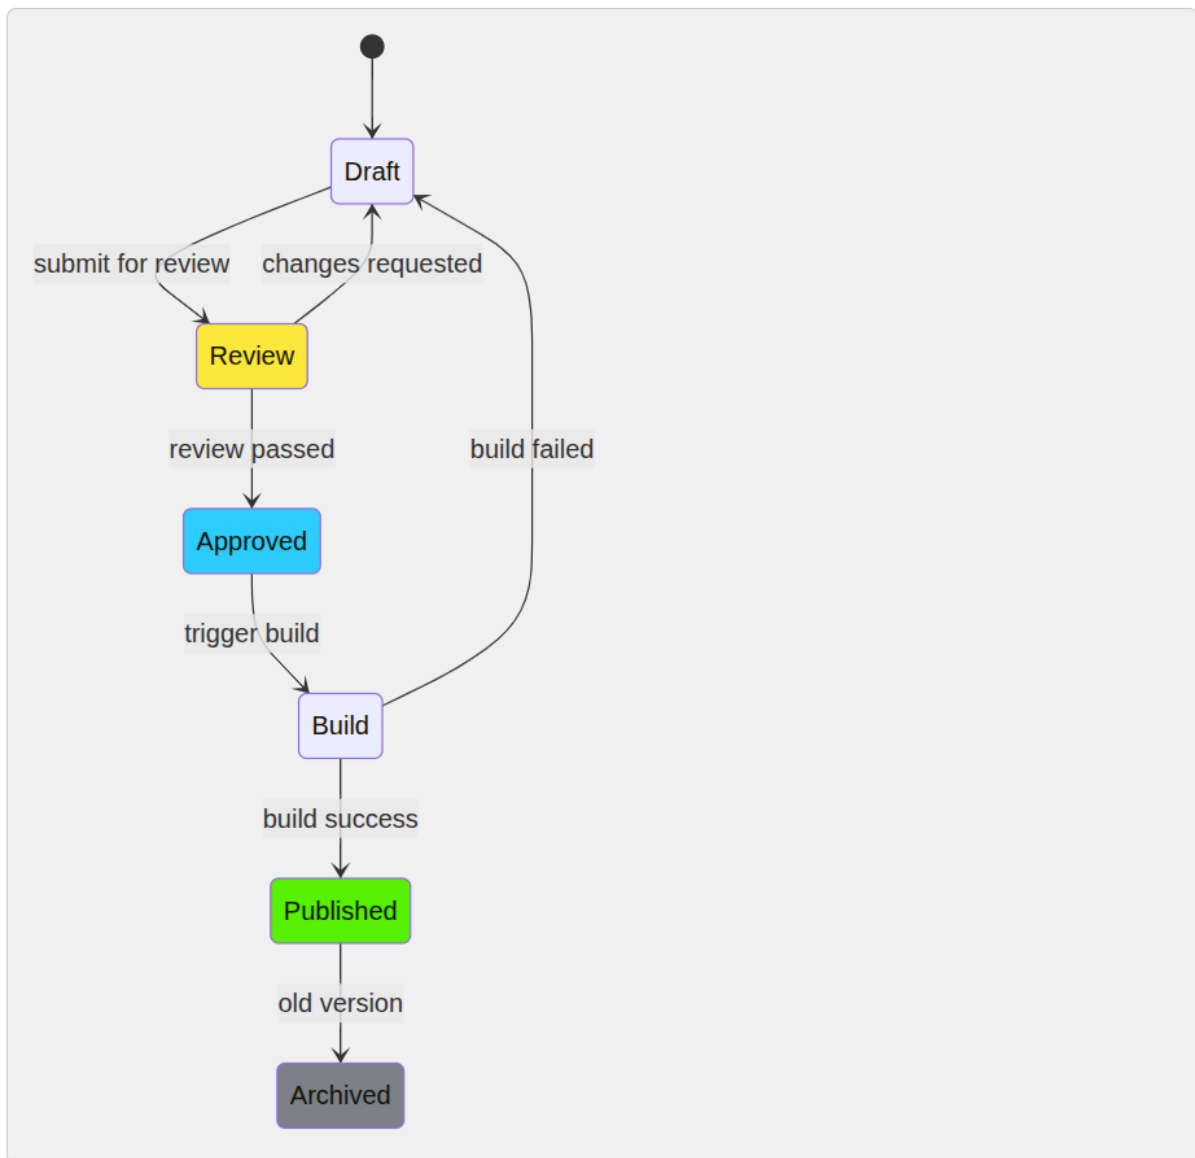 Draft
submit for review
changes requested
Review
review passed
build failed
Approved
trigger build
Build
build success
Published
old version
Archived